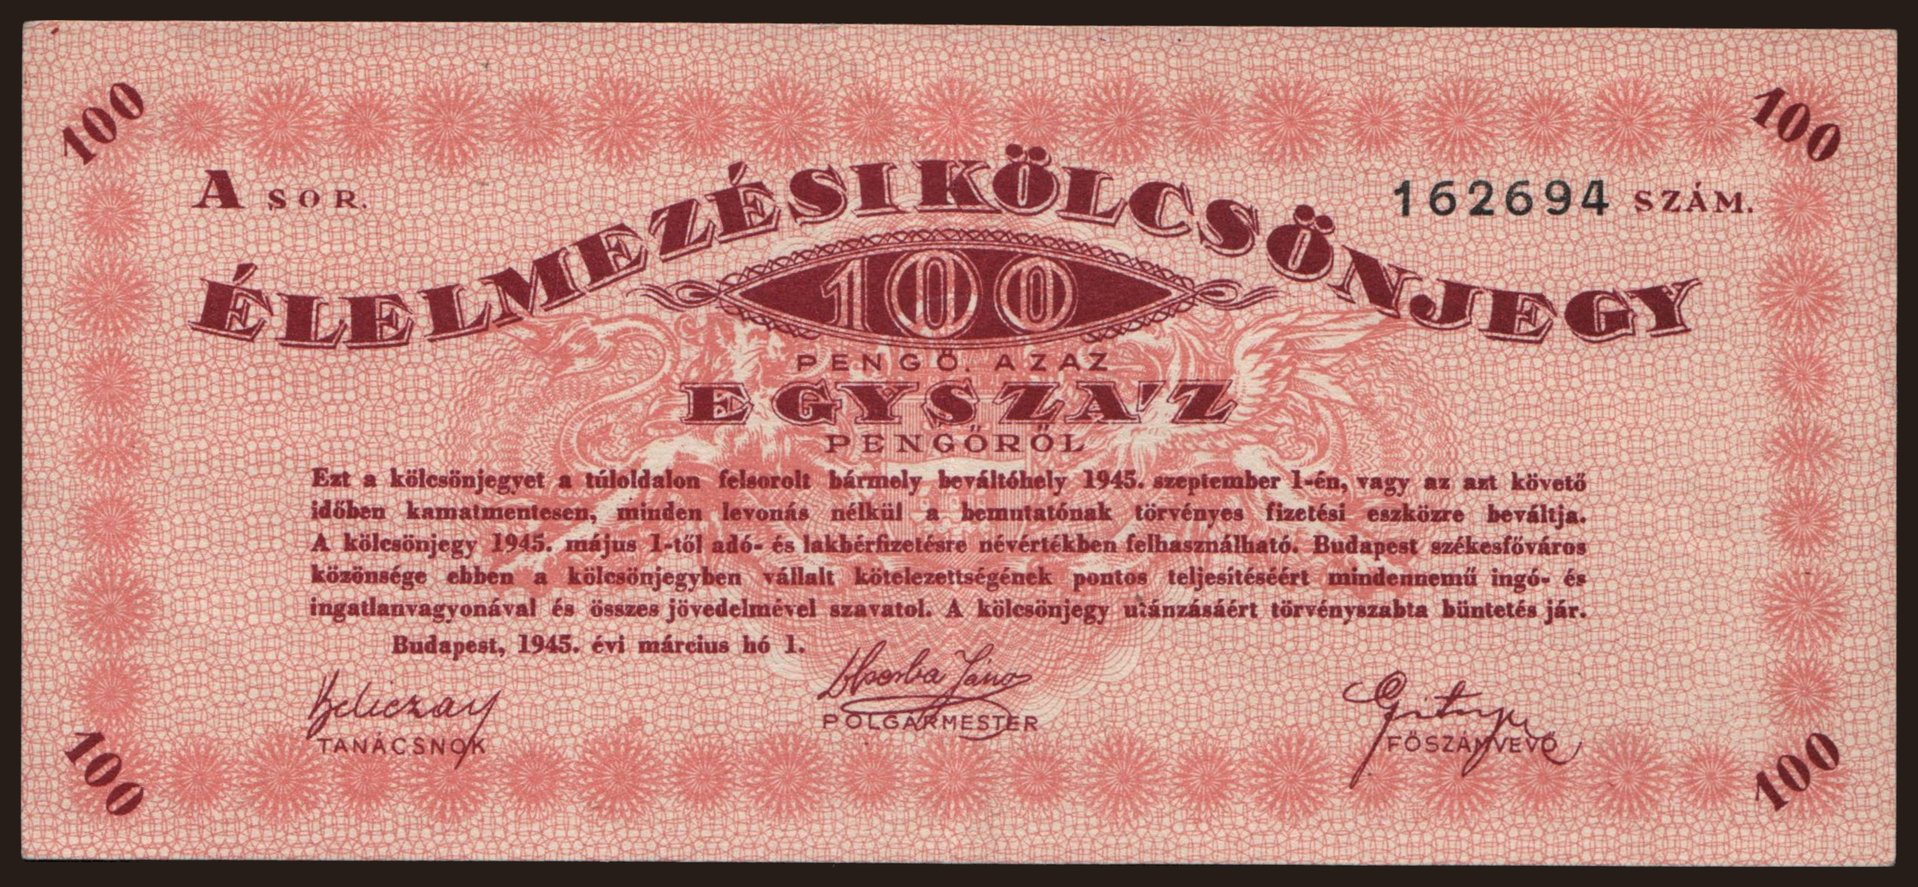 100
100
A SOR.
162694 SZÁM.
ÉLELMEZÉSI KÖLCSÖNJEGY
100
PENGŐ. AZAZ
EGYSZÁZ
PENGŐRŐL
Ezt a kölcsönjegyet a túloldalon felsorolt bármely beváltóhely 1945. szeptember 1-én, vagy az azt követő
időben kamatmentesen, minden levonás nélkül a bemutatónak törvényes fizetési eszközre beváltja.
A kölcsönjegy 1945. május 1-től adó- és lakbérfizetésre névértékben felhasználható. Budapest székesfőváros
közönsége ebben a kölcsönjegyben vállalt kötelezettségének pontos teljesítéséért mindennemű ingó- és
ingatlanvagyonával és összes jövedelmével szavatol. A kölcsönjegy utánzásáért törvényszabta büntetés jár.
Budapest, 1945. évi március hó 1.
Beliczay
TANÁCSNOK
Csorba János
POLGÁRMESTER
FŐSZÁMVEVŐ
100
100